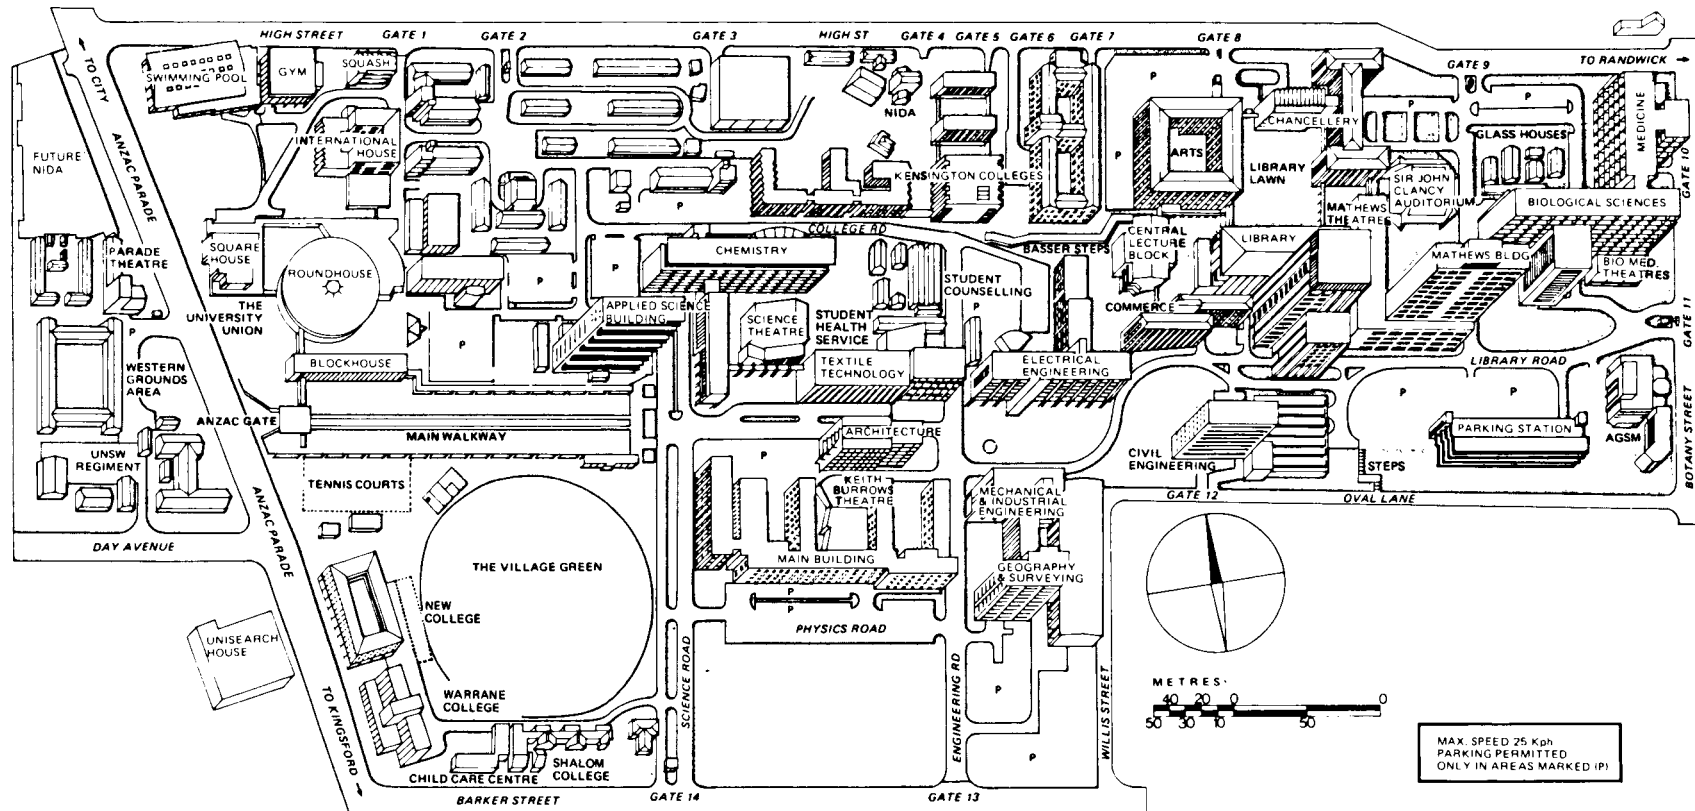 HIGH STREET
GATE 1
GATE 2
GATE 3
HIGH ST
GATE 4
GATE 5
GATE 6
GATE 7
GATE 8
GATE 9
TO RANDWICK
TO CITY
SWIMMING POOL
GYM
SQUASH
NIDA
CHANCELLERY
GLASS HOUSES
MEDICINE
GATE 10
ANZAC PARADE
FUTURE
NIDA
INTERNATIONAL
HOUSE
P
P
P
P
ARTS
LIBRARY
LAWN
KENSINGTON COLLEGES
SIR JOHN
CLANCY
AUDITORIUM
P
MATHEWS
THEATRES
BIOLOGICAL SCIENCES
COLLEGE RD
PARADE
THEATRE
SQUARE
HOUSE
ROUNDHOUSE
CHEMISTRY
BASSER STEPS
CENTRAL
LECTURE
BLOCK
LIBRARY
MATHEWS BLDG
BIO MED.
THEATRES
P
P
STUDENT
COUNSELLING
P
COMMERCE
THE
UNIVERSITY
UNION
APPLIED SCIENCE
BUILDING
SCIENCE
THEATRE
STUDENT
HEALTH
SERVICE
GATE 11
P
P
WESTERN
GROUNDS
AREA
BLOCKHOUSE
TEXTILE
TECHNOLOGY
ELECTRICAL
ENGINEERING
LIBRARY ROAD
P
P
BOTANY STREET
ANZAC GATE
MAIN WALKWAY
ARCHITECTURE
PARKING STATION
AGSM
UNSW
REGIMENT
P
CIVIL
ENGINEERING
STEPS
TENNIS COURTS
KEITH
BURROWS
THEATRE
MECHANICAL
& INDUSTRIAL
ENGINEERING
GATE 12
OVAL LANE
ANZAC PARADE
DAY AVENUE
THE VILLAGE GREEN
MAIN BUILDING
GEOGRAPHY
& SURVEYING
P
P
NEW
COLLEGE
PHYSICS ROAD
UNISEARCH
HOUSE
SCIENCE ROAD
ENGINEERING RD
WILLIS STREET
WARRANE
COLLEGE
P
METRES
40 20 0 0
50 30 10 50
TO KINGSFORD
CHILD CARE CENTRE
SHALOM
COLLEGE
P
MAX. SPEED 25 Kph
PARKING PERMITTED
ONLY IN AREAS MARKED (P)
BARKER STREET
GATE 14
GATE 13